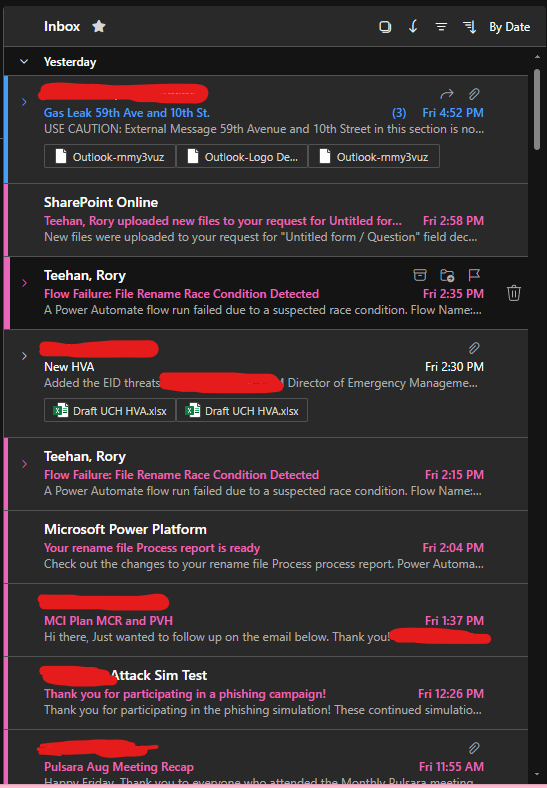 Inbox
By Date
Yesterday
Gas Leak 59th Ave and 10th St. (3) Fri 4:52 PM
USE CAUTION: External Message 59th Avenue and 10th Street in this section is no...
Outlook-rnmy3vuz Outlook-Logo De... Outlook-rnmy3vuz
SharePoint Online
Teehan, Rory uploaded new files to your request for Untitled for... Fri 2:58 PM
New files were uploaded to your request for "Untitled form / Question" field dec...
Teehan, Rory
Flow Failure: File Rename Race Condition Detected Fri 2:35 PM
A Power Automate flow run failed due to a suspected race condition. Flow Name:...
New HVA Fri 2:30 PM
Added the EID threats Director of Emergency Manageme...
Draft UCH HVA.xlsx Draft UCH HVA.xlsx
Teehan, Rory
Flow Failure: File Rename Race Condition Detected Fri 2:15 PM
A Power Automate flow run failed due to a suspected race condition. Flow Name:...
Microsoft Power Platform
Your rename file Process report is ready Fri 2:04 PM
Check out the changes to your rename file Process process report. Power Automa...
MCI Plan MCR and PVH Fri 1:37 PM
Hi there, Just wanted to follow up on the email below. Thank you!
Attack Sim Test
Thank you for participating in a phishing campaign! Fri 12:26 PM
Thank you for participating in the phishing simulation! These continued simulatio...
Pulsara Aug Meeting Recap Fri 11:55 AM
Happy Friday, Thank you to everyone who attended the Monthly Pulsara meeting